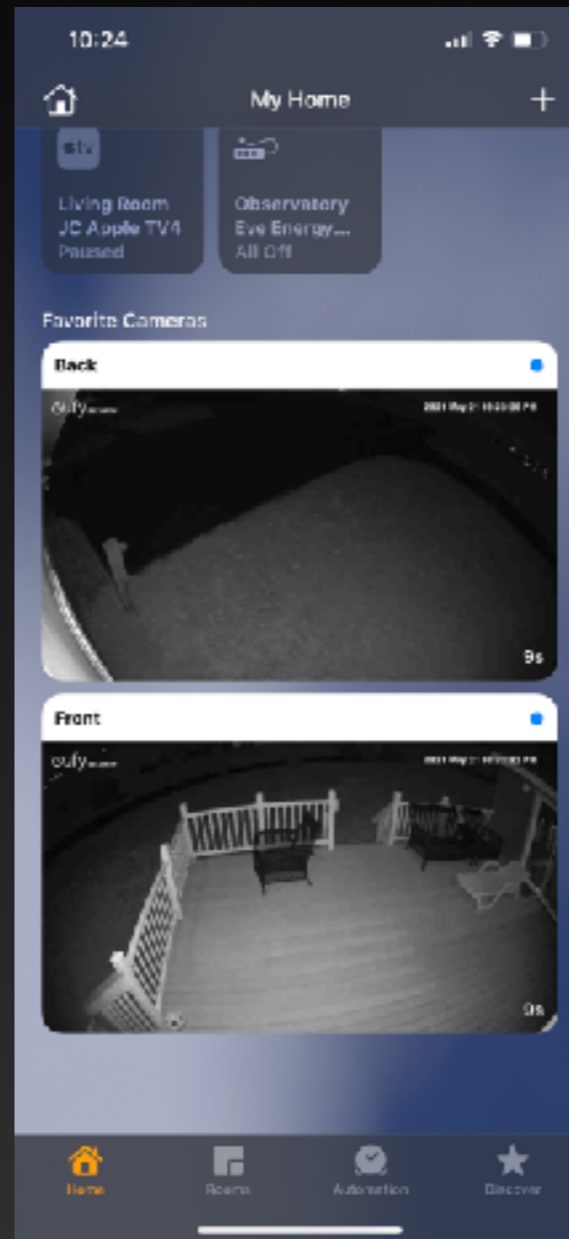 10:24
My Home
tv
Living Room
JC Apple TV4
Paused
Observatory
Eve Energy...
All Off
Favorite Cameras
Back
eufy
9s
Front
eufy
9s
Home
Rooms
Automation
Discover